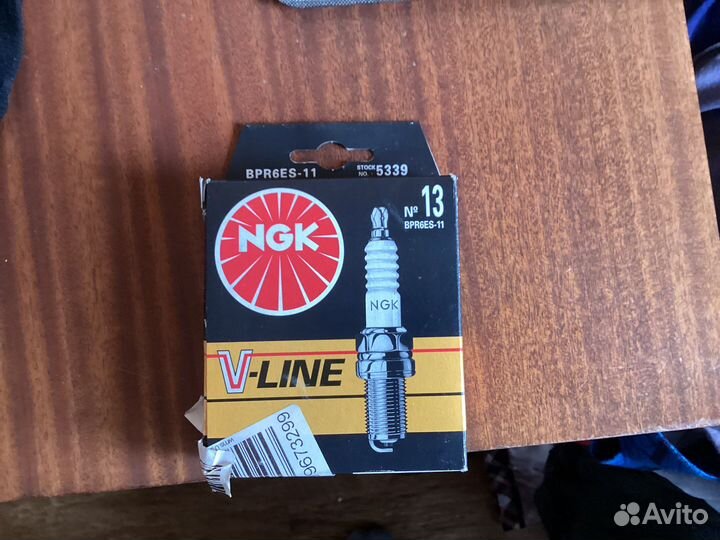 BPR6ES-11 STOCK NO. 5339
Nº 13
BPR6ES-11
NGK
NGK
V-LINE
9673299
Avito